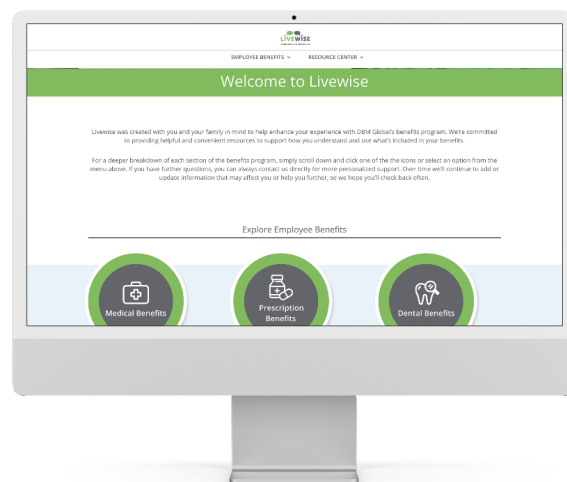 LIVEWISE
EMPLOYEE BENEFITS
RESOURCE CENTER
Welcome to Livewise
Livewise was created with you and your family in mind to help enhance your experience with DBM Global's benefits program. We're committed
to providing helpful and convenient resources to support how you understand and use what's included in your benefits.
For a deeper breakdown of each section of the benefits program, simply scroll down and click one of the the icons or select an option from the
menu above. If you have further questions, you can always contact us directly for more personalized support. Over time we'll continue to add or
update information that may affect you or help you further, so we hope you'll check back often.
Explore Employee Benefits
Medical Benefits
Prescription
Benefits
Dental Benefits